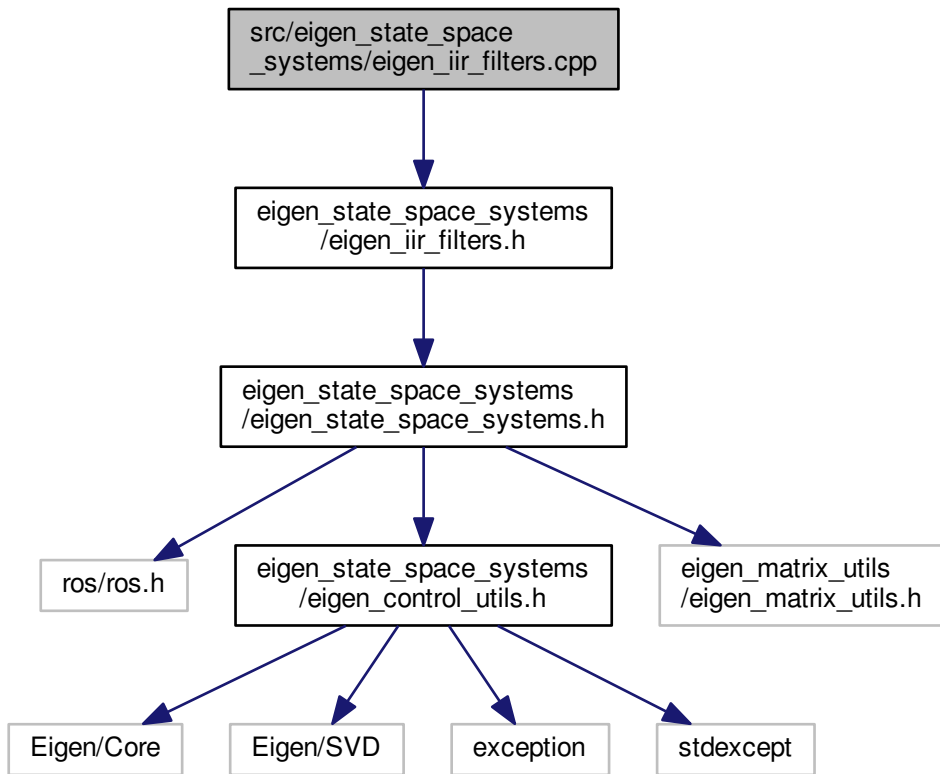 src/eigen_state_space
_systems/eigen_iir_filters.cpp
eigen_state_space_systems
/eigen_iir_filters.h
eigen_state_space_systems
/eigen_state_space_systems.h
ros/ros.h
eigen_state_space_systems
/eigen_control_utils.h
eigen_matrix_utils
/eigen_matrix_utils.h
Eigen/Core
Eigen/SVD
exception
stdexcept